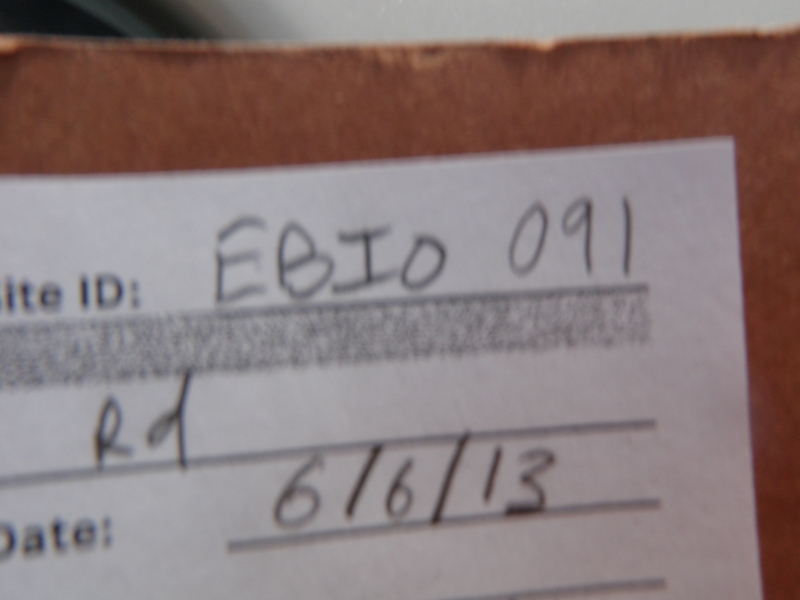 ite ID: EBIO 091
Rd
Date: 6/6/13